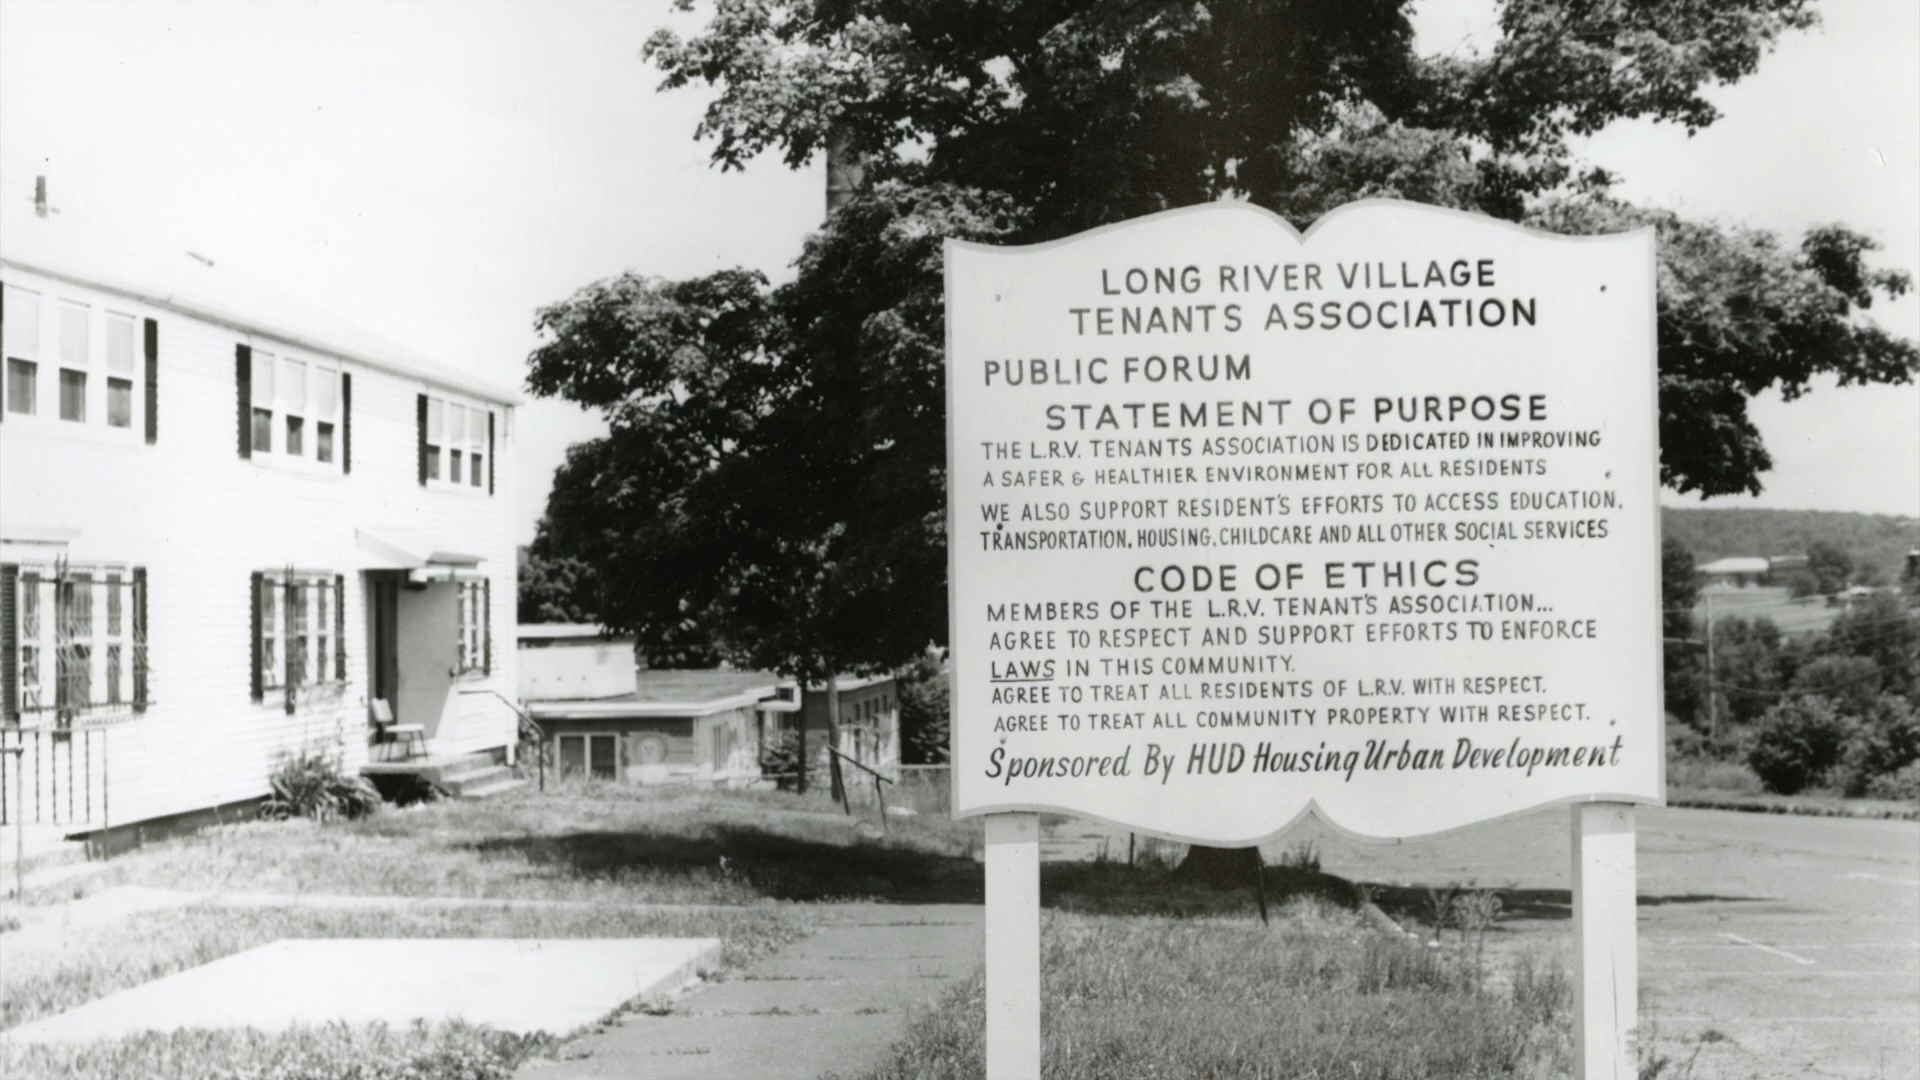 LONG RIVER VILLAGE
TENANTS ASSOCIATION
PUBLIC FORUM
STATEMENT OF PURPOSE
THE L.R.V. TENANTS ASSOCIATION IS DEDICATED IN IMPROVING
A SAFER & HEALTHIER ENVIRONMENT FOR ALL RESIDENTS
WE ALSO SUPPORT RESIDENT'S EFFORTS TO ACCESS EDUCATION,
TRANSPORTATION, HOUSING, CHILDCARE AND ALL OTHER SOCIAL SERVICES
CODE OF ETHICS
MEMBERS OF THE L.R.V. TENANT'S ASSOCIATION...
AGREE TO RESPECT AND SUPPORT EFFORTS TO ENFORCE
LAWS IN THIS COMMUNITY.
AGREE TO TREAT ALL RESIDENTS OF L.R.V. WITH RESPECT.
AGREE TO TREAT ALL COMMUNITY PROPERTY WITH RESPECT.
Sponsored By HUD Housing Urban Development